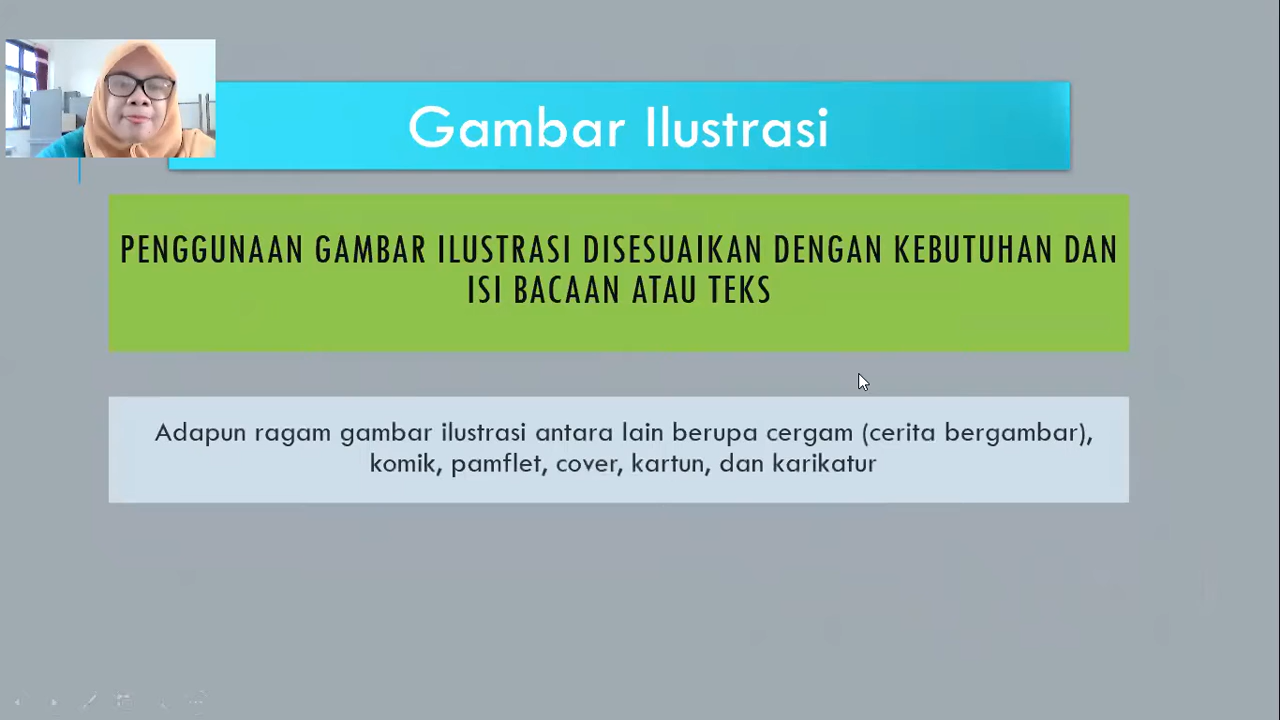 Gambar Ilustrasi
PENGGUNAAN GAMBAR ILUSTRASI DISESUAIKAN DENGAN KEBUTUHAN DAN
ISI BACAAN ATAU TEKS
Adapun ragam gambar ilustrasi antara lain berupa cergam (cerita bergambar),
komik, pamflet, cover, kartun, dan karikatur